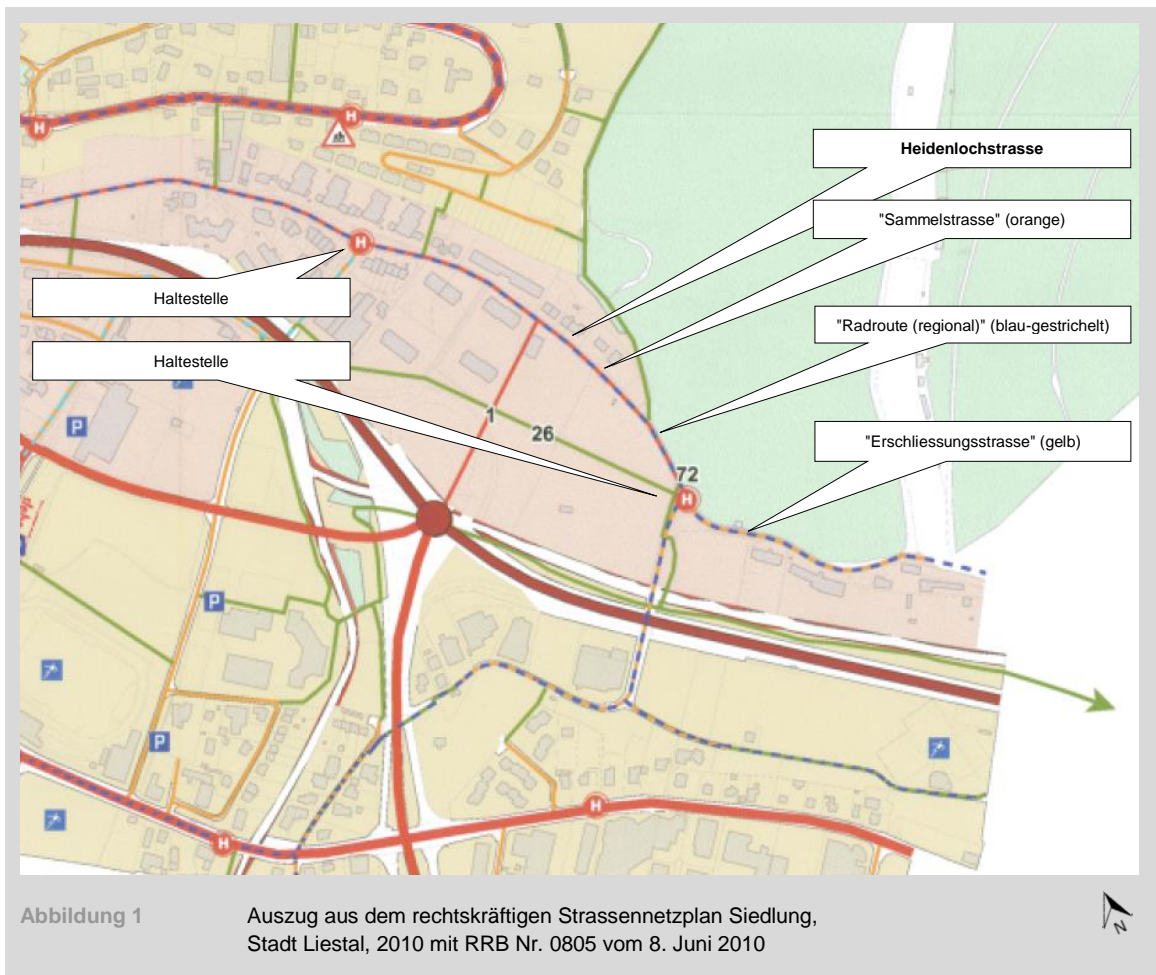 H
H
Heidenlochstrasse
"Sammelstrasse" (orange)
H
Haltestelle
"Radroute (regional)" (blau-gestrichelt)
Haltestelle
1
26
P
"Erschliessungsstrasse" (gelb)
72
H
P
P
H
H
Abbildung 1
Auszug aus dem rechtskräftigen Strassennetzplan Siedlung,
Stadt Liestal, 2010 mit RRB Nr. 0805 vom 8. Juni 2010
N